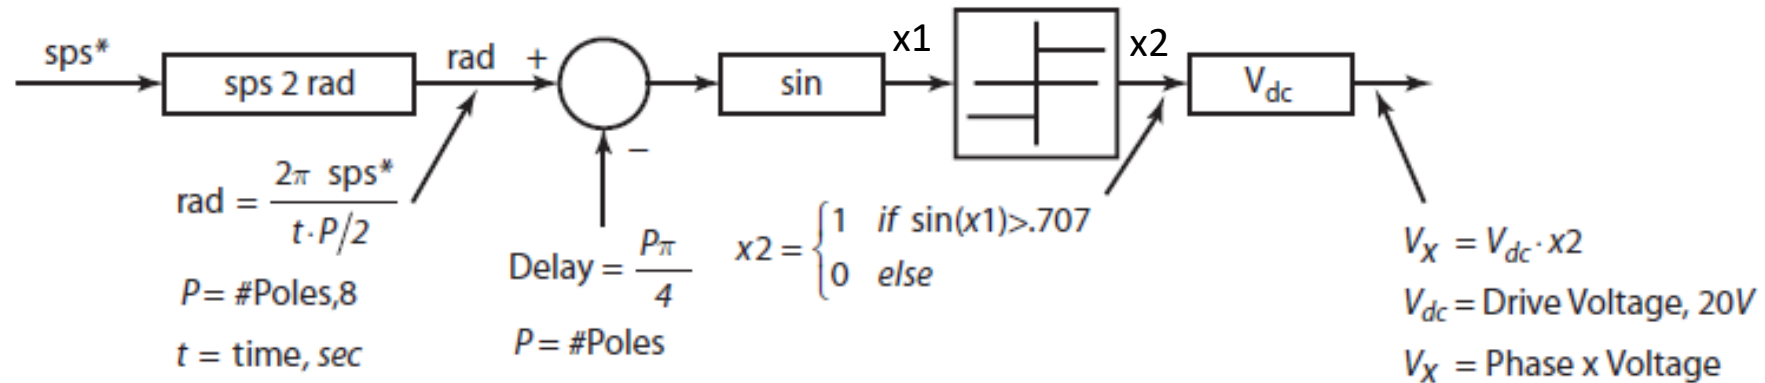 sps*
sps 2 rad
rad
+
−
sin
x1
x2
V_dc
rad = 2π sps* / t·P/2
P = #Poles,8
t = time, sec
Delay = Pπ / 4
P = #Poles
x2 = { 1 if sin(x1)>.707
0 else
V_x = V_dc · x2
V_dc = Drive Voltage, 20V
V_x = Phase x Voltage